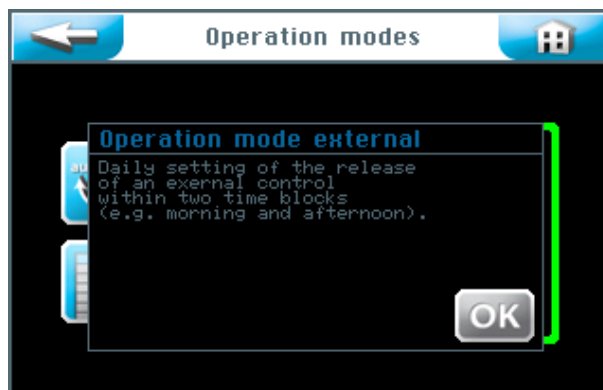 Operation modes
Operation mode external
Daily setting of the release
of an exernal control
within two time blocks
(e.g. morning and afternoon).
OK